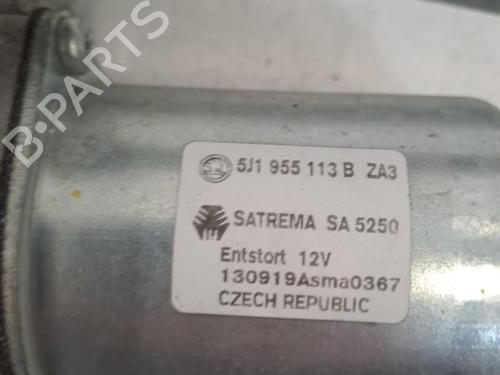 B-PARTS
5J1 955 113 B ZA3
SATREMA SA 5250
Entstort 12V
130919Asma0367
CZECH REPUBLIC